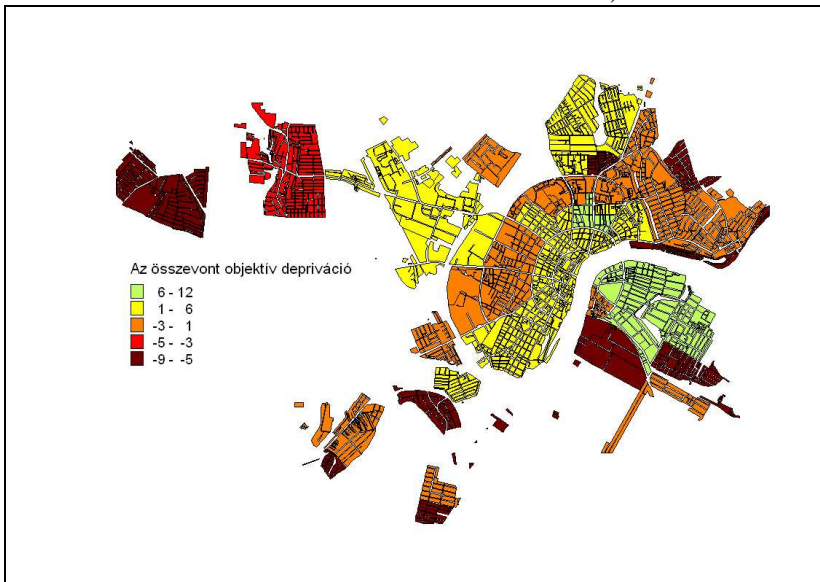 Az összevont objektív depriváció
6 - 12
1 - 6
-3 - 1
-5 - -3
-9 - -5